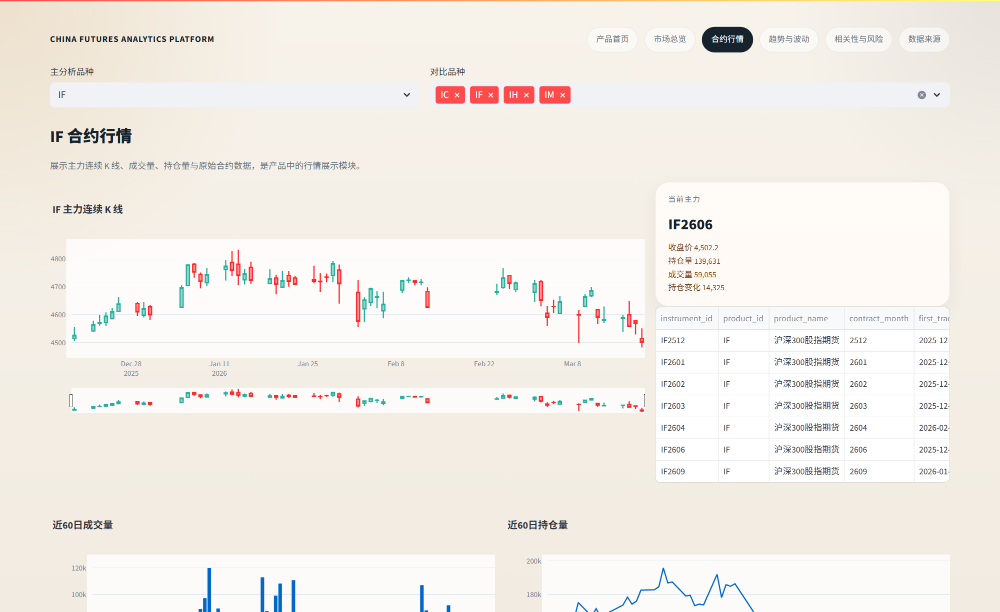 CHINA FUTURES ANALYTICS PLATFORM
产品首页
市场总览
合约行情
趋势与波动
相关性与风险
数据来源
主分析品种
对比品种
IF
IC
IF
IH
IM
IF 合约行情
展示主力连续 K 线、成交量、持仓量与原始合约数据，是产品中的行情展示模块。
IF 主力连续 K 线
4800
4700
4600
4500
Dec 28
2025
Jan 11
2026
Jan 25
Feb 8
Feb 22
Mar 8
当前主力
IF2606
收盘价 4,502.2
持仓量 139,631
成交量 59,055
持仓变化 14,325
instrument_id product_id product_name contract_month first_trac
IF2512 IF 沪深300股指期货 2512 2025-12-
IF2601 IF 沪深300股指期货 2601 2025-12-
IF2602 IF 沪深300股指期货 2602 2025-12-
IF2603 IF 沪深300股指期货 2603 2025-12-
IF2604 IF 沪深300股指期货 2604 2026-02-
IF2606 IF 沪深300股指期货 2606 2025-12-
IF2609 IF 沪深300股指期货 2609 2026-01-
近60日成交量
120k
100k
近60日持仓量
200k
180k